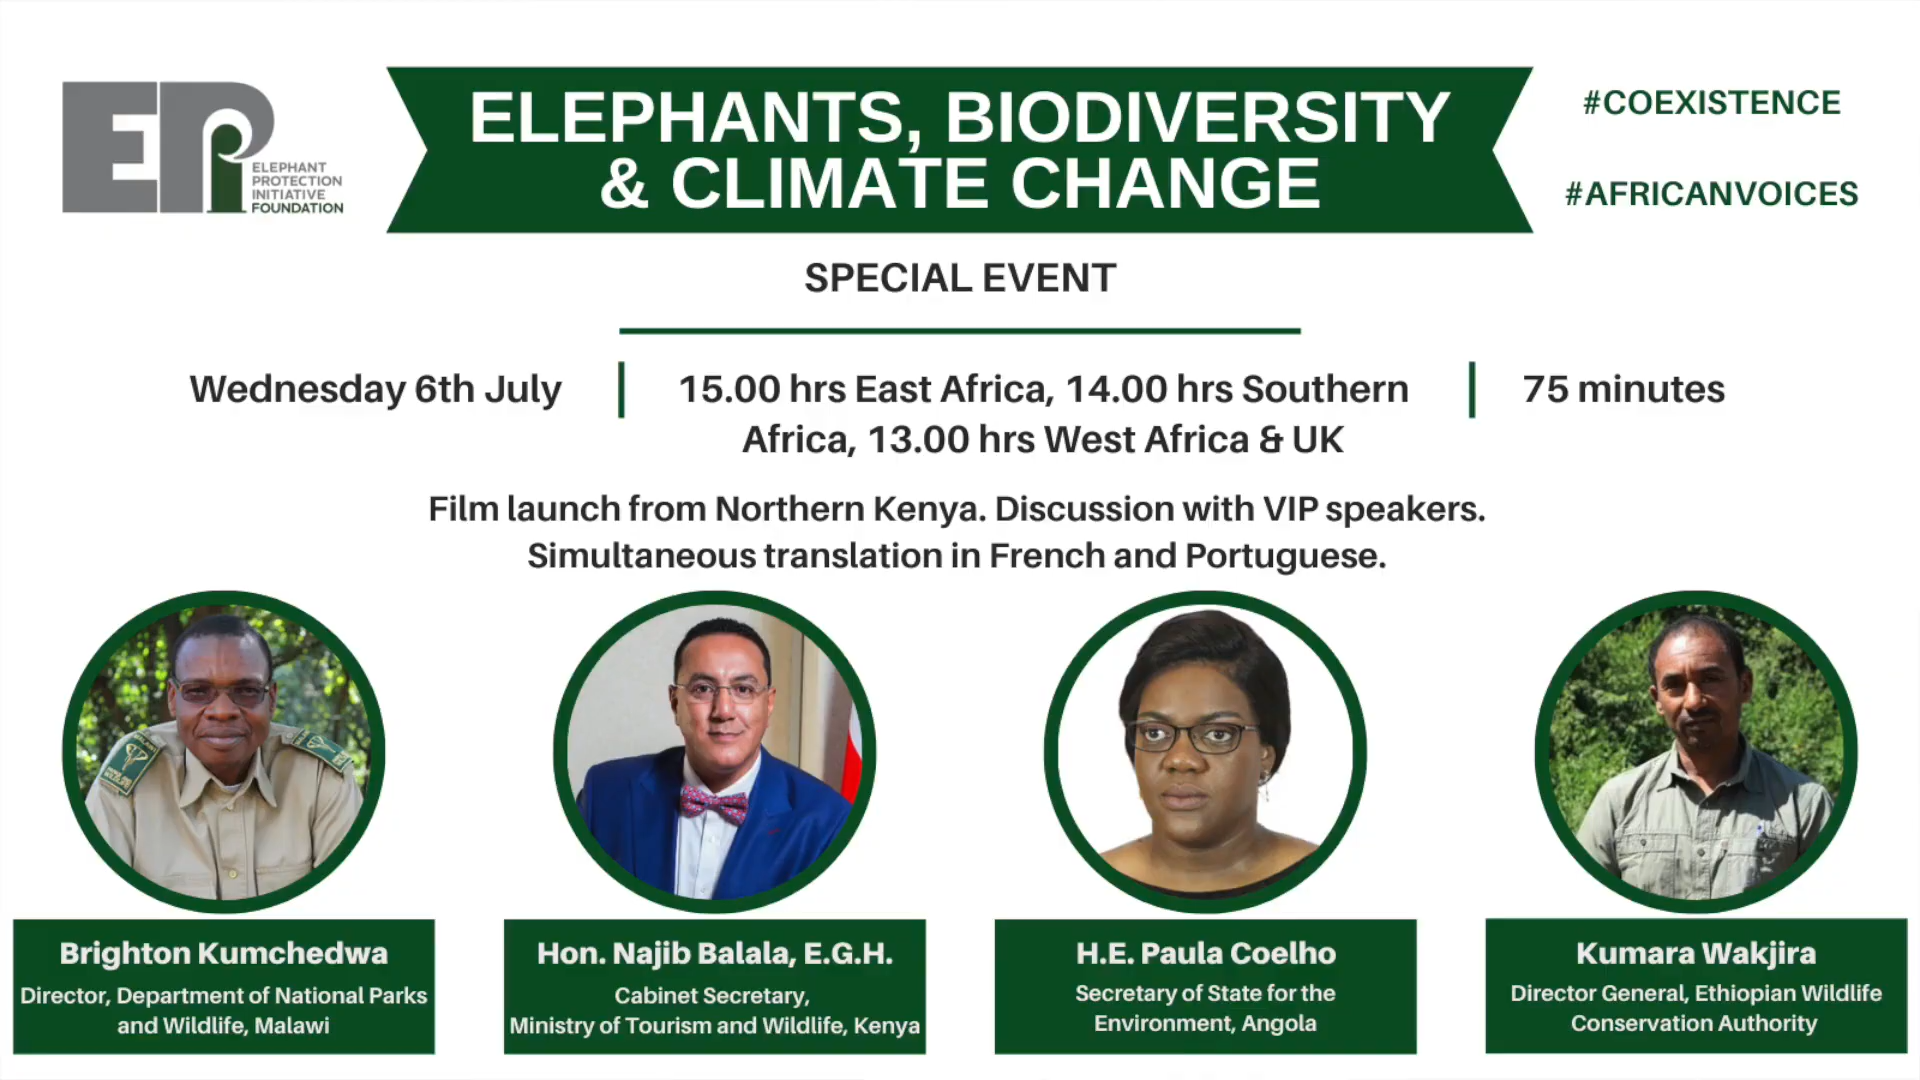 EP
ELEPHANT
PROTECTION
INITIATIVE
FOUNDATION
ELEPHANTS, BIODIVERSITY
& CLIMATE CHANGE
#COEXISTENCE
#AFRICANVOICES
SPECIAL EVENT
Wednesday 6th July
15.00 hrs East Africa, 14.00 hrs Southern
Africa, 13.00 hrs West Africa & UK
75 minutes
Film launch from Northern Kenya. Discussion with VIP speakers.
Simultaneous translation in French and Portuguese.
Brighton Kumchedwa
Director, Department of National Parks
and Wildlife, Malawi
Hon. Najib Balala, E.G.H.
Cabinet Secretary,
Ministry of Tourism and Wildlife, Kenya
H.E. Paula Coelho
Secretary of State for the
Environment, Angola
Kumara Wakjira
Director General, Ethiopian Wildlife
Conservation Authority